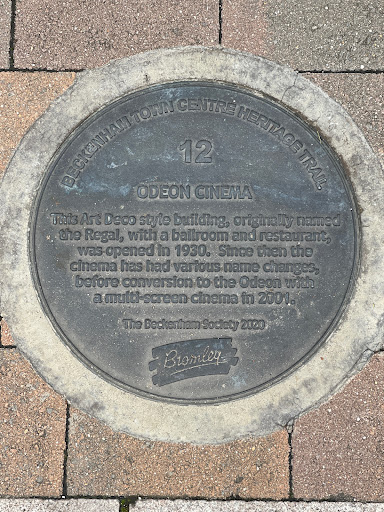 BECKENHAM TOWN CENTRE HERITAGE TRAIL
12
ODEON CINEMA
This Art Deco style building, originally named
the Regal, with a ballroom and restaurant,
was opened in 1930. Since then the
cinema has had various name changes,
before conversion to the Odeon with
a multi-screen cinema in 2001.
The Beckenham Society 2020
Bromley